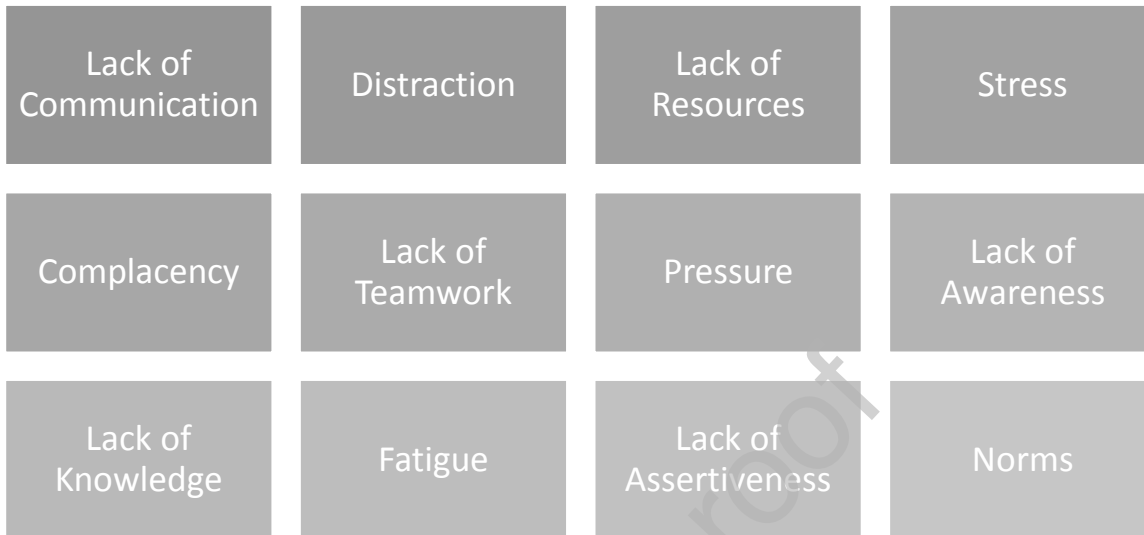 Lack of
Communication
Distraction
Lack of
Resources
Stress
Complacency
Lack of
Teamwork
Pressure
Lack of
Awareness
Lack of
Knowledge
Fatigue
Lack of
Assertiveness
Norms
roof